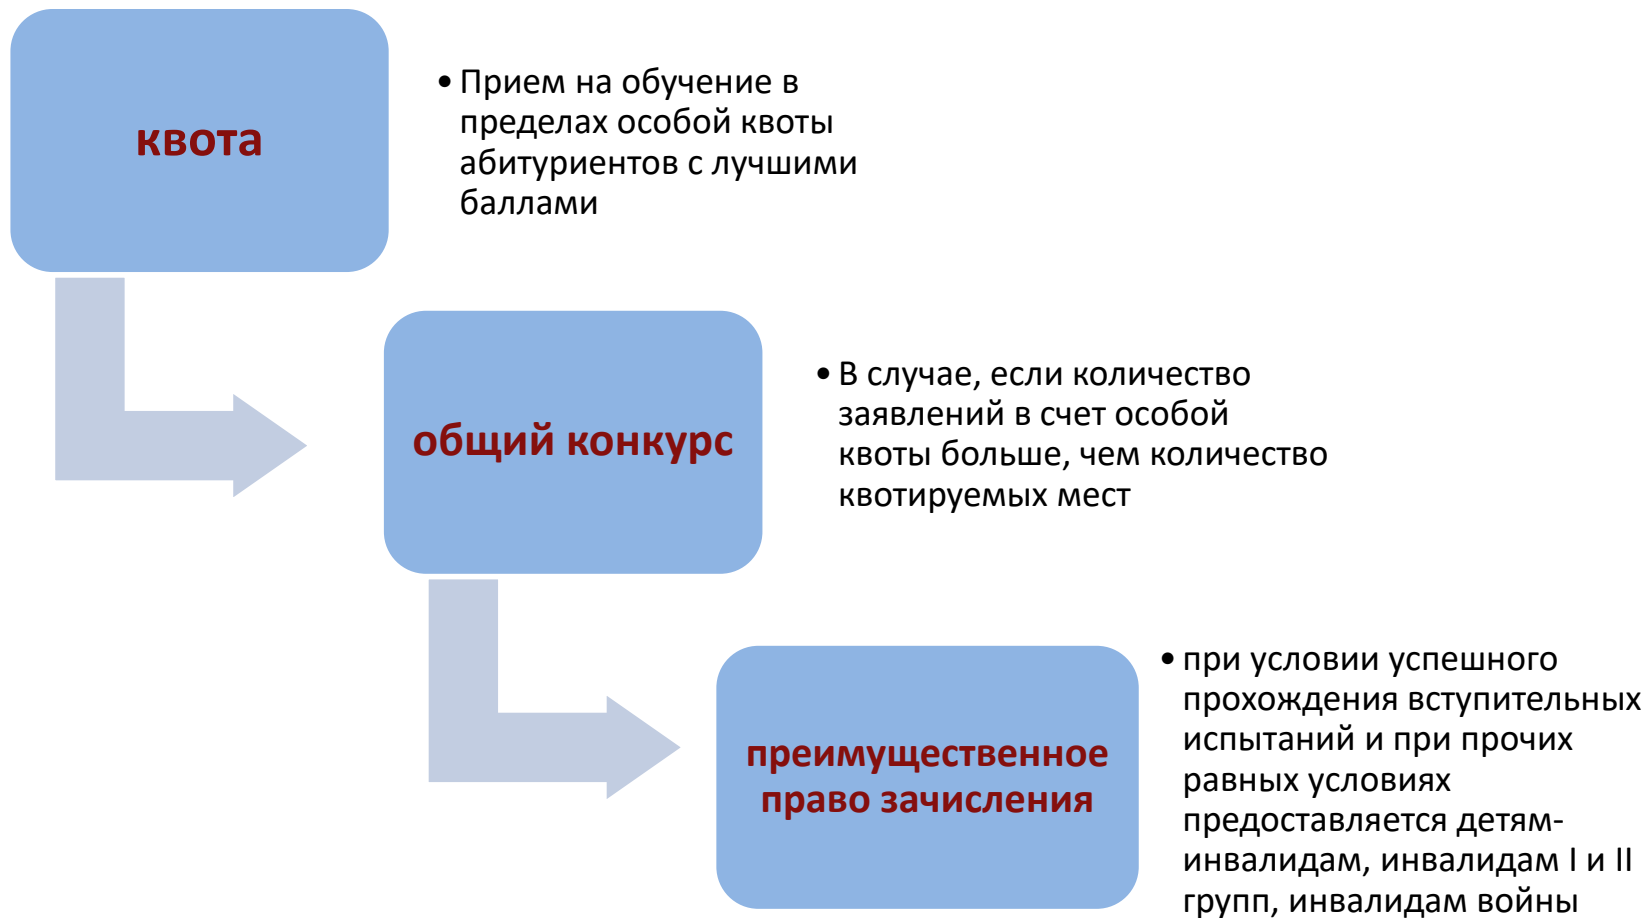 квота
• Прием на обучение в
пределах особой квоты
абитуриентов с лучшими
баллами
общий конкурс
• В случае, если количество
заявлений в счет особой
квоты больше, чем количество
квотируемых мест
преимущественное
право зачисления
• при условии успешного
прохождения вступительных
испытаний и при прочих
равных условиях
предоставляется детям-
инвалидам, инвалидам I и II
групп, инвалидам войны